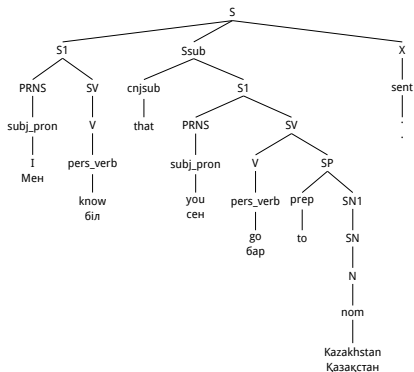 S
S1 Ssub X
PRNS SV cnjsub S1 sent
subj_pron V that PRNS SV .
I pers_verb subj_pron V SP
Мен
know you pers_verb prep SN1
біл сен
go to SN
бар
N
nom
Kazakhstan
Қазақстан